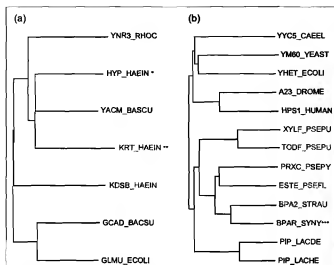 (a)
YNR3_RHOC
HYP_HAEIN *
YACM_BASCU
KRT_HAEIN **
KDSB_HAEIN
GCAD_BACSU
GLMU_ECOLI
(b)
YYC5_CAEEL
YM60_YEAST
YHET_ECOLI
A23_DROME
HPS1_HUMAN
XYLF_PSEPU
TODF_PSEPU
PRXC_PSEPY
ESTE_PSEFL
BPA2_STRAU
BPAR_SYNY***
PIP_LACDE
PIP_LACHE